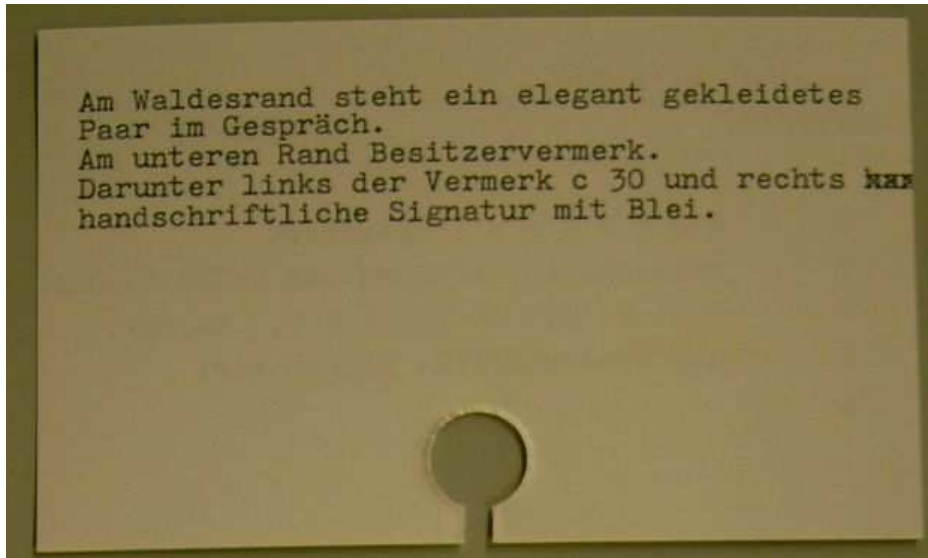 Am Waldesrand steht ein elegant gekleidetes
Paar im Gespräch.
Am unteren Rand Besitzervermerk.
Darunter links der Vermerk c 30 und rechts
handschriftliche Signatur mit Blei.